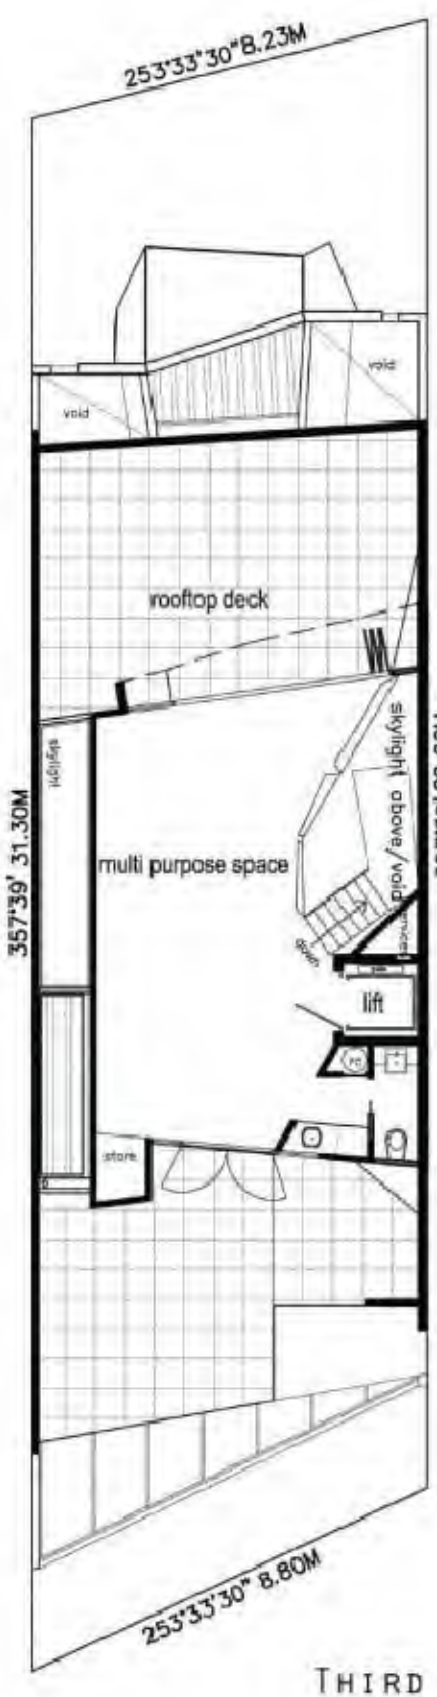 253°33'30"8.23M
void
void
rooftop deck
skylight
skylight above/void
357°39' 31.30M
multi purpose space
down
services
lift
store
253°33'30" 8.80M
THIRD